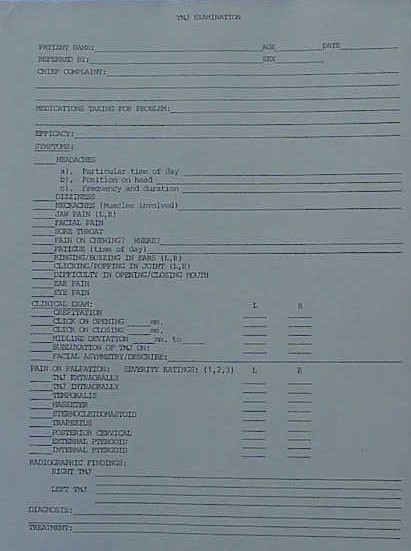 TMJ EXAMINATION
PATIENT NAME: AGE DATE
REFERRED BY: SEX
CHIEF COMPLAINT:
MEDICATIONS TAKING FOR PROBLEM:
EFFICACY:
SYMPTOMS:
HEADACHES
a). Particular time of day
b). Position on head
c). Frequency and duration
DIZZINESS
NECKACHES (Muscles involved)
JAW PAIN (L,R)
FACIAL PAIN
SORE THROAT
PAIN ON CHEWING? WHERE?
FATIGUE (time of day)
RINGING/BUZZING IN EARS (L,R)
CLICKING/POPPING IN JOINT (L,R)
DIFFICULTY IN OPENING/CLOSING MOUTH
EAR PAIN
EYE PAIN
CLINICAL EXAM: L R
CREPITATION
CLICK ON OPENING mm.
CLICK ON CLOSING mm.
MIDLINE DEVIATION mm. to
SUBLUXATION OF TMJ ON:
FACIAL ASYMMETRY/DESCRIBE:
PAIN ON PALPATION: SEVERITY RATINGS: (1,2,3) L R
TMJ EXTRAORALLY
TMJ INTRAORALLY
TEMPORALIS
MASSETER
STERNOCLEIDOMASTOID
TRAPEZIUS
POSTERIOR CERVICAL
EXTERNAL PTERYGOID
INTERNAL PTERYGOID
RADIOGRAPHIC FINDINGS:
RIGHT TMJ
LEFT TMJ
DIAGNOSIS:
TREATMENT: